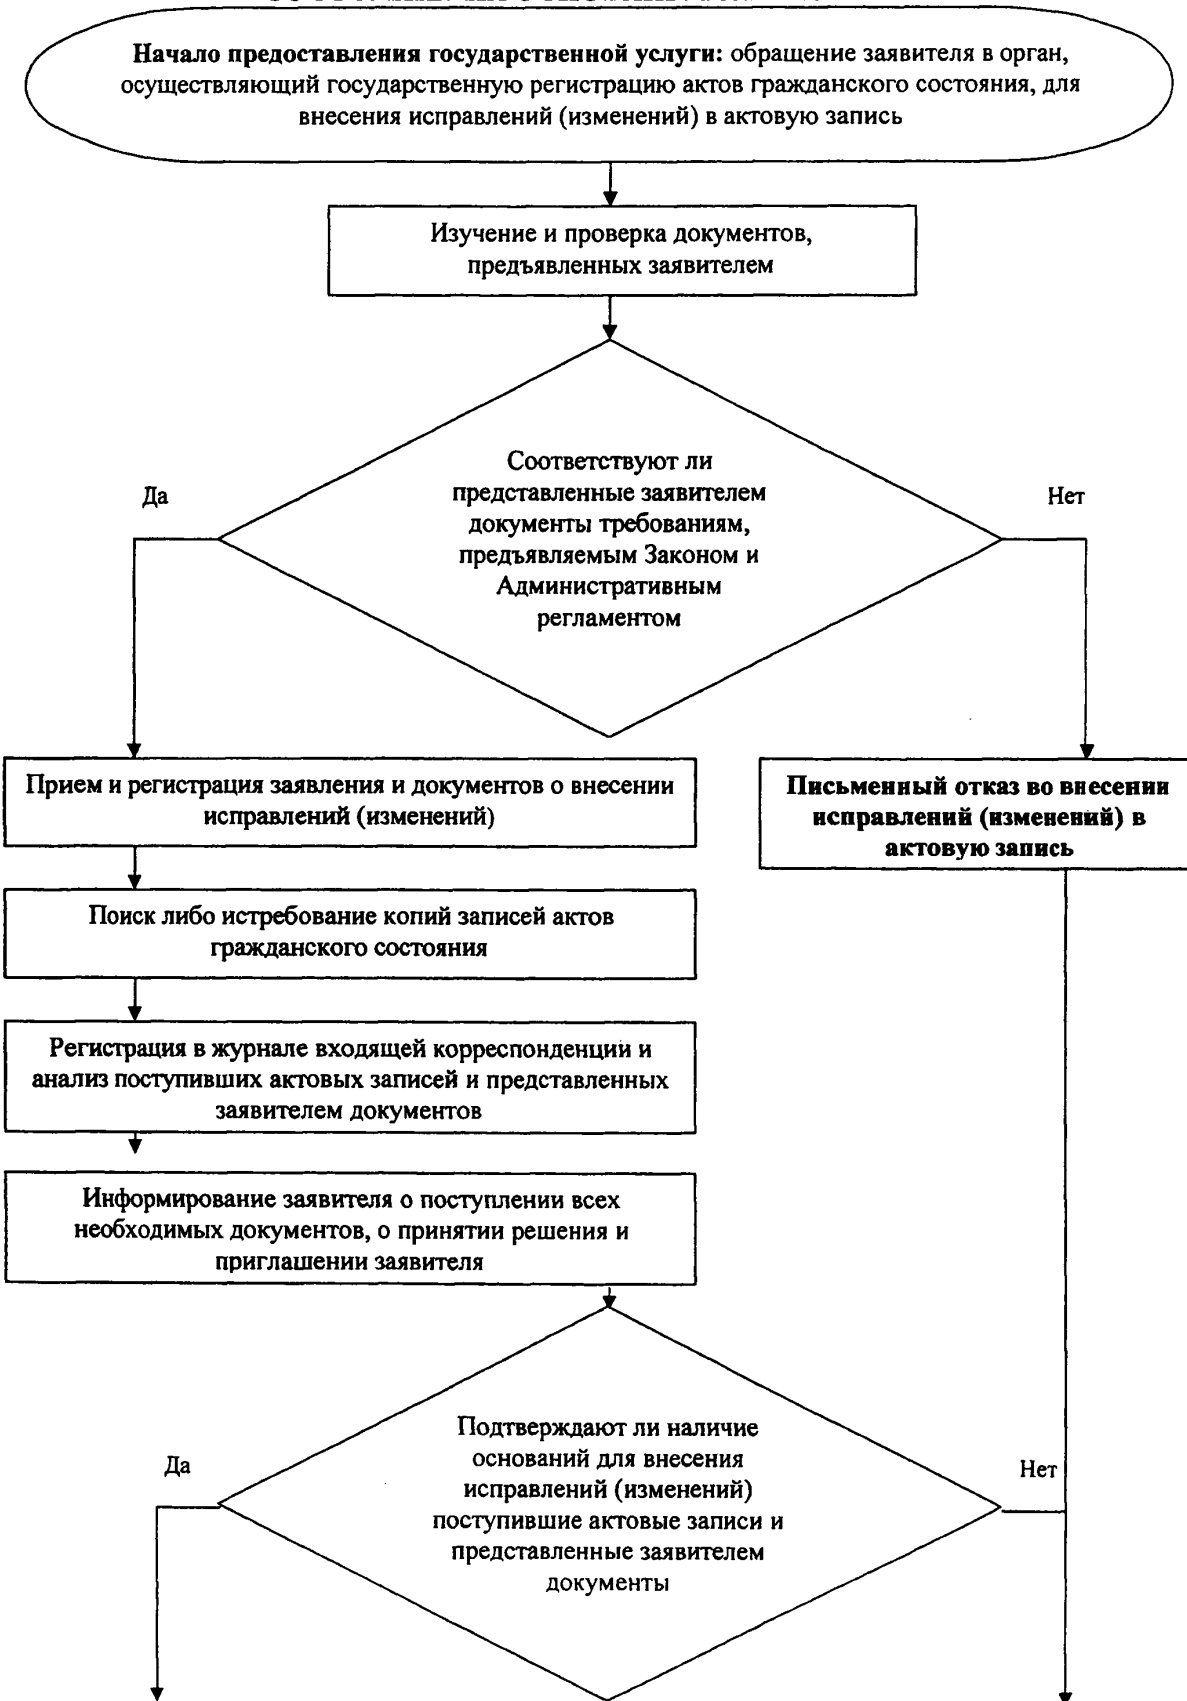 Начало предоставления государственной услуги: обращение заявителя в орган,
осуществляющий государственную регистрацию актов гражданского состояния, для
внесения исправлений (изменений) в актовую запись
Изучение и проверка документов,
предъявленных заявителем
Соответствуют ли
представленные заявителем
документы требованиям,
предъявляемым Законом и
Административным
регламентом
Да
Нет
Прием и регистрация заявления и документов о внесении
исправлений (изменений)
Письменный отказ во внесении
исправлений (изменений) в
актовую запись
Поиск либо истребование копий записей актов
гражданского состояния
Регистрация в журнале входящей корреспонденции и
анализ поступивших актовых записей и представленных
заявителем документов
Информирование заявителя о поступлении всех
необходимых документов, о принятии решения и
приглашении заявителя
Подтверждают ли наличие
оснований для внесения
исправлений (изменений)
поступившие актовые записи и
представленные заявителем
документы
Да
Нет